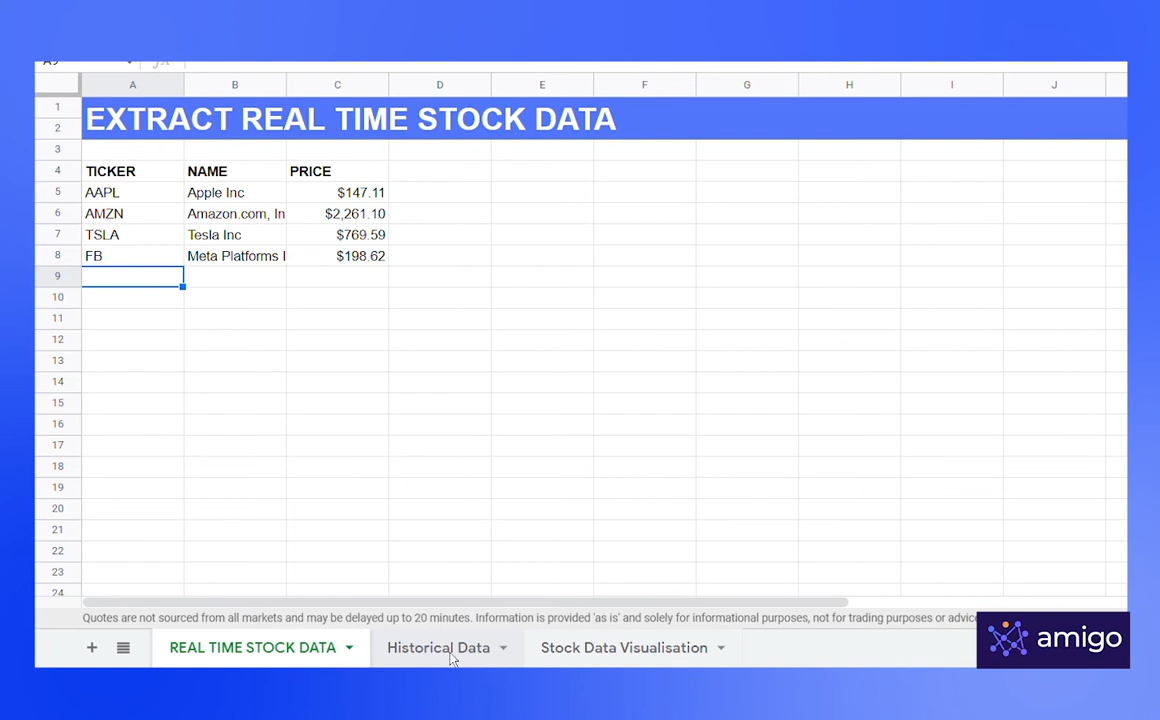 A B C D E F G H I J
1 EXTRACT REAL TIME STOCK DATA
2
3
4 TICKER NAME PRICE
5 AAPL Apple Inc $147.11
6 AMZN Amazon.com, In $2,261.10
7 TSLA Tesla Inc $769.59
8 FB Meta Platforms I $198.62
9
10
11
12
13
14
15
16
17
18
19
20
21
22
23
24
Quotes are not sourced from all markets and may be delayed up to 20 minutes. Information is provided 'as is' and solely for informational purposes, not for trading purposes or advice
+ REAL TIME STOCK DATA Historical Data Stock Data Visualisation
amigo